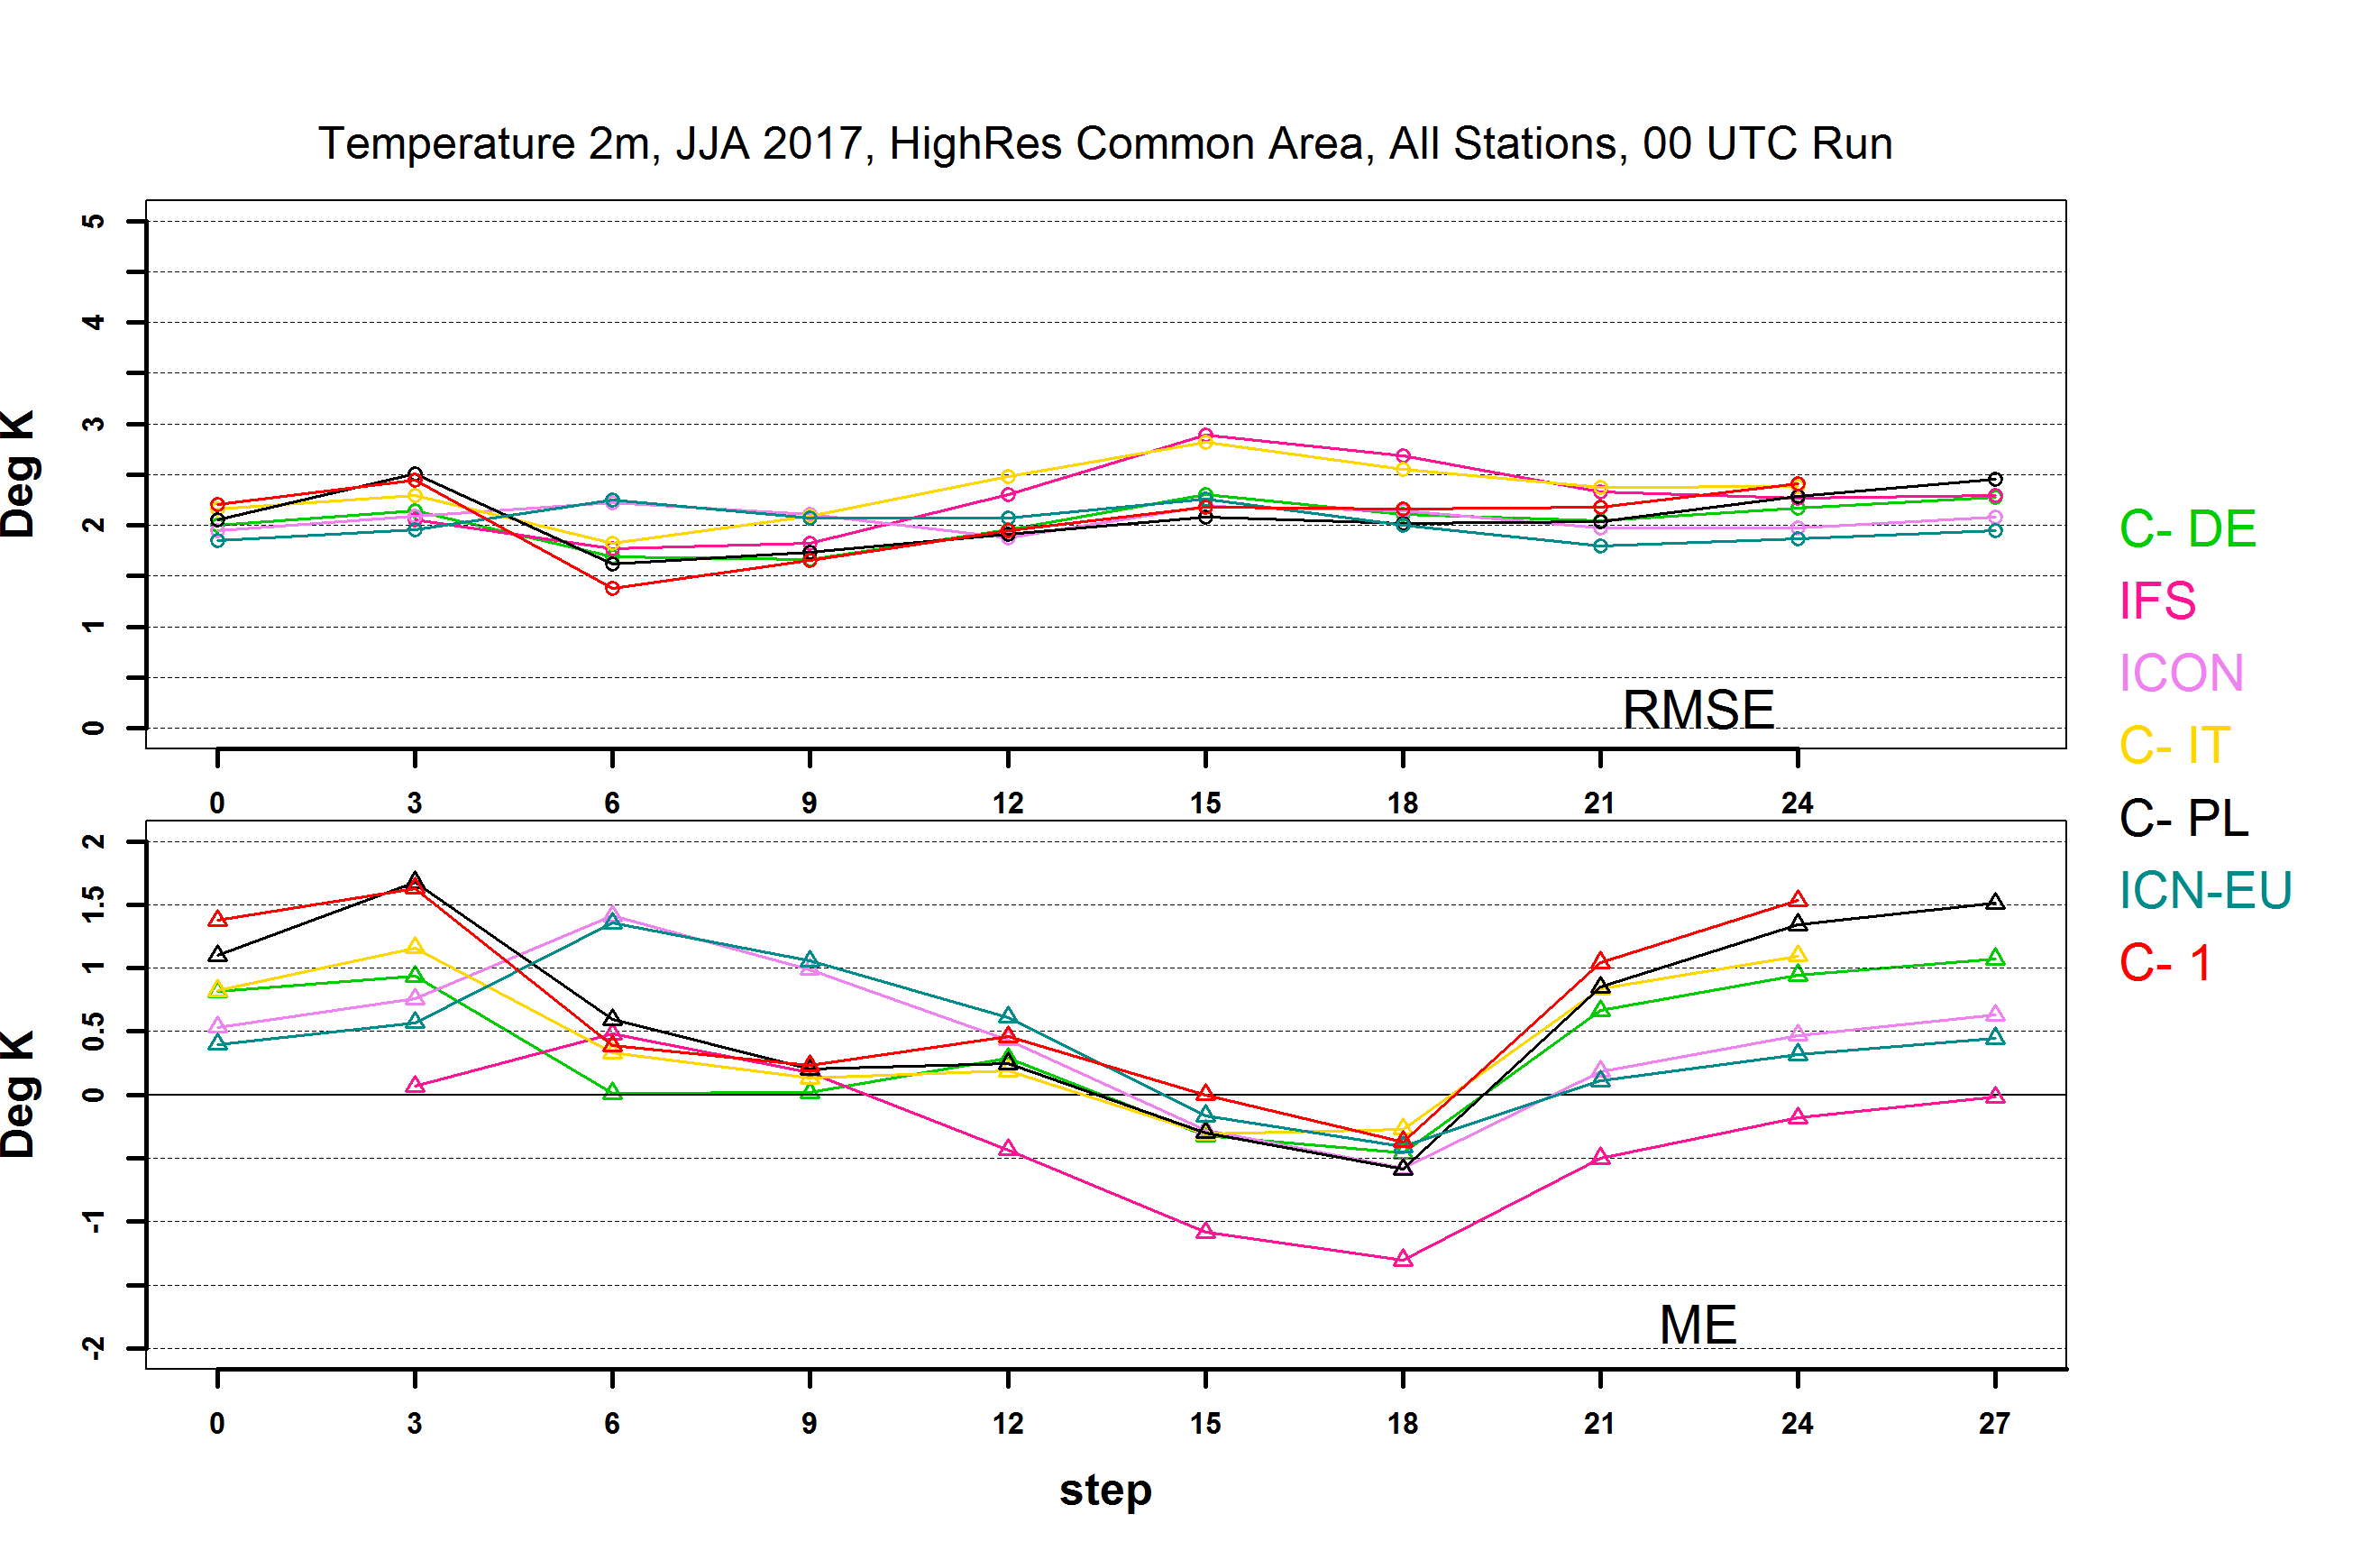 Temperature 2m, JJA 2017, HighRes Common Area, All Stations, 00 UTC Run
Deg K
5
4
3
2
1
0
RMSE
0 3 6 9 12 15 18 21 24
Deg K
2
1.5
1
0.5
0
-1
-2
ME
0 3 6 9 12 15 18 21 24 27
step
C- DE
IFS
ICON
C- IT
C- PL
ICN-EU
C- 1